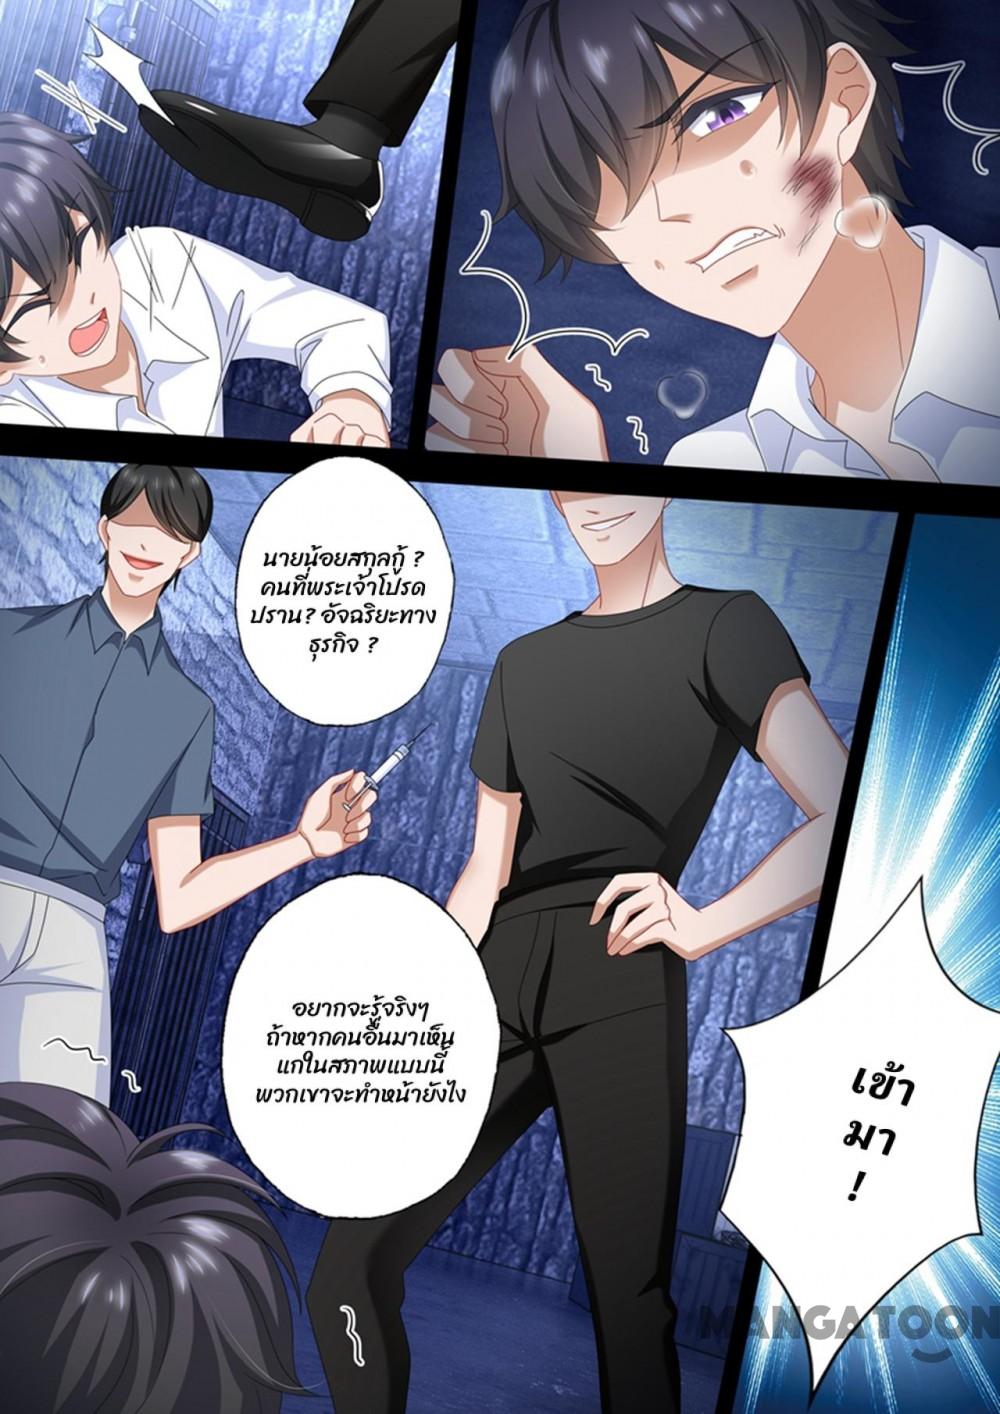 นายน้อยสกุลกู้ ?
คนที่พระเจ้าโปรด
ปราน? อัจฉริยะทาง
ธุรกิจ ?
อยากจะรู้จริงๆ
ถ้าหากคนอื่นมาเห็น
แกในสภาพแบบนี้
พวกเขาจะทำหน้ายังไง
เข้า
มา
!
MANGATOON